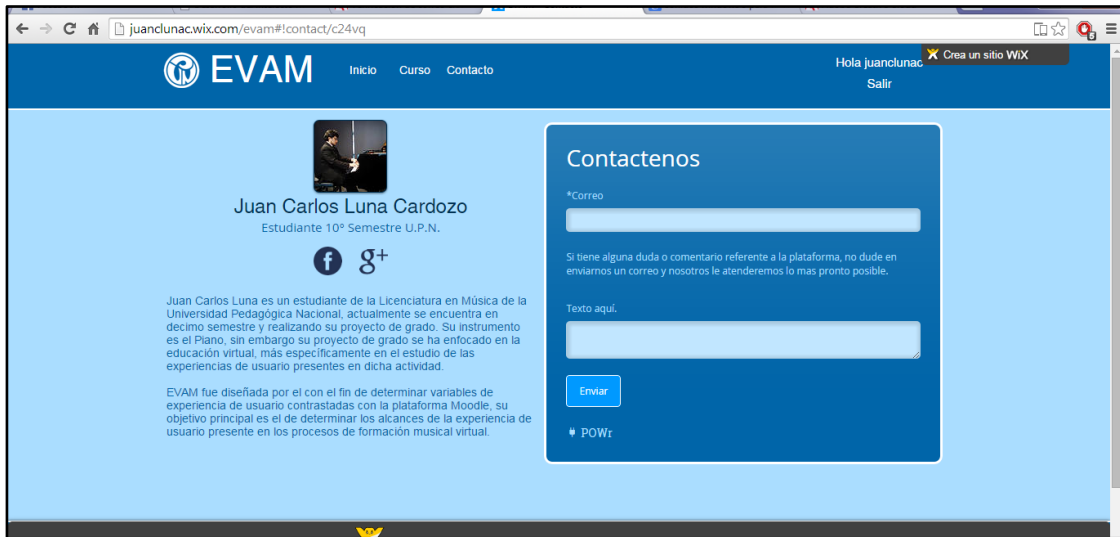 juanclunac.wix.com/evam#!contact/c24vq
EVAM
Inicio
Curso
Contacto
Hola juanclunac
Salir
Crea un sitio WiX
Juan Carlos Luna Cardozo
Estudiante 10º Semestre U.P.N.
f g+
Juan Carlos Luna es un estudiante de la Licenciatura en Música de la
Universidad Pedagógica Nacional, actualmente se encuentra en
decimo semestre y realizando su proyecto de grado. Su instrumento
es el Piano, sin embargo su proyecto de grado se ha enfocado en la
educación virtual, más específicamente en el estudio de las
experiencias de usuario presentes en dicha actividad.
EVAM fue diseñada por el con el fin de determinar variables de
experiencia de usuario contrastadas con la plataforma Moodle, su
objetivo principal es el de determinar los alcances de la experiencia de
usuario presente en los procesos de formación musical virtual.
Contactenos
*Correo
Si tiene alguna duda o comentario referente a la plataforma, no dude en
enviarnos un correo y nosotros le atenderemos lo mas pronto posible.
Texto aquí.
Enviar
POWr